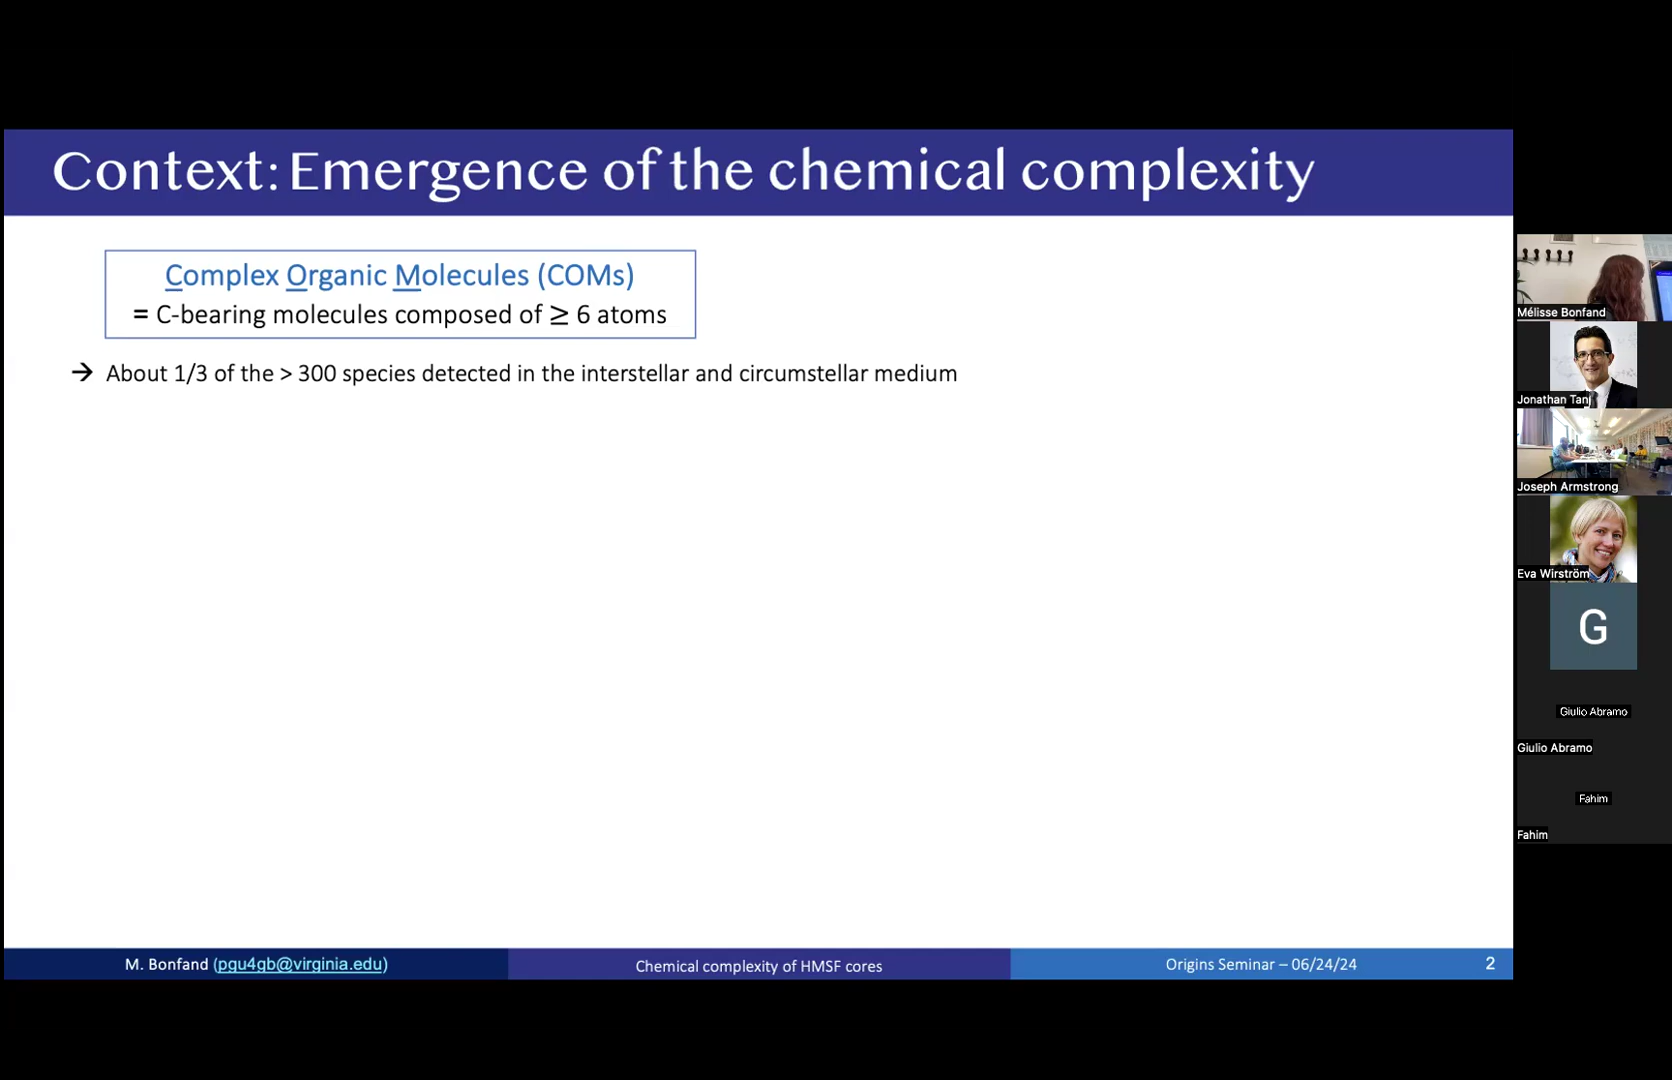 Context: Emergence of the chemical complexity
Complex Organic Molecules (COMs)
= C-bearing molecules composed of ≥ 6 atoms
→ About 1/3 of the > 300 species detected in the interstellar and circumstellar medium
M. Bonfand (pgu4gb@virginia.edu)
Chemical complexity of HMSF cores
Origins Seminar – 06/24/24
2
Mélisse Bonfand
Jonathan Tan
Joseph Armstrong
Eva Wirström
G
Giulio Abramo
Giulio Abramo
Fahim
Fahim